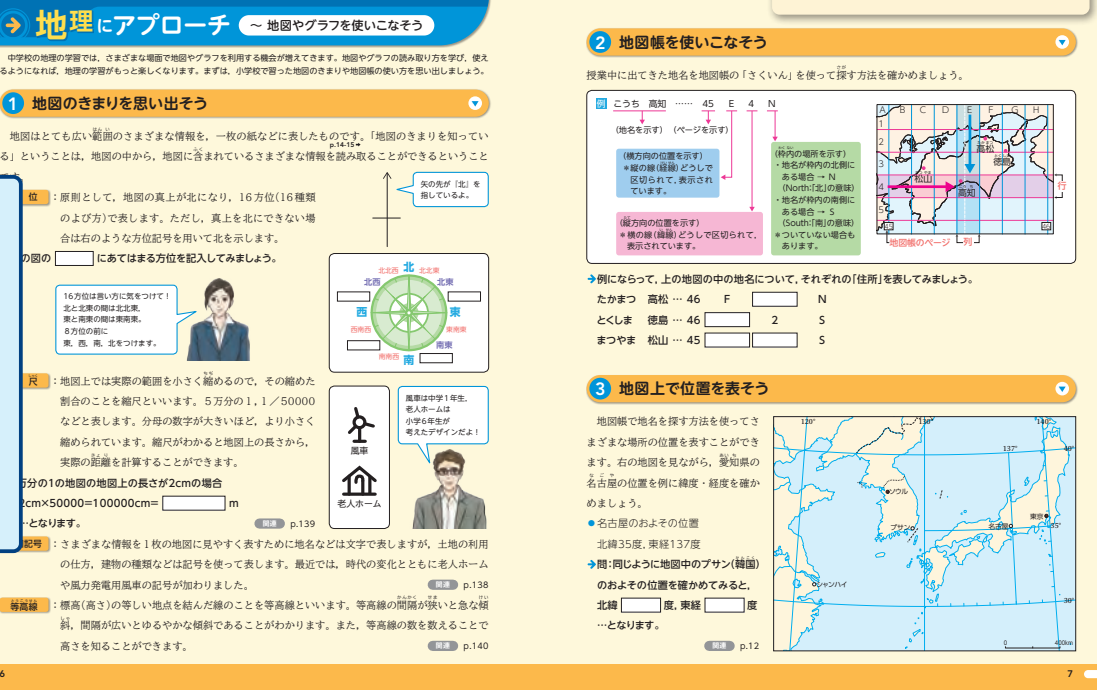 地理にアプローチ ～ 地図やグラフを使いこなそう
中学校の地理の学習では，さまざまな場面で地図やグラフを利用する機会が増えてきます。地図やグラフの読み取り方を学び，使え
るようになれば，地理の学習がもっと楽しくなります。まずは，小学校で習った地図のきまりや地図帳の使い方を思い出しましょう。
1 地図のきまりを思い出そう
地図はとても広い範囲のさまざまな情報を，一枚の紙などに表したものです。「地図のきまりを知ってい
p.14-15
る」ということは，地図の中から，地図に含まれているさまざまな情報を読み取ることができるということ
です。
位 ：原則として，地図の真上が北になり，16方位(16種類
のよび方)で表します。ただし，真上を北にできない場
合は右のような方位記号を用いて北を示します。
矢の先が「北」を
指しているよ。
の図の にあてはまる方位を記入してみましょう。
16方位は言い方に気をつけて！
北と北東の間は北北東，
東と南東の間は東南東。
８方位の前に
東，西，南，北をつけます。
北北西 北 北北東
北西 北東
西 東
西南西 東南東
南東
南南西 南
尺 ：地図上では実際の範囲を小さく縮めるので，その縮めた
割合のことを縮尺といいます。５万分の１，１／50000
などと表します。分母の数字が大きいほど，より小さく
縮められています。縮尺がわかると地図上の長さから，
実際の距離を計算することができます。
万分の1の地図の地図上の長さが2cmの場合
2cm×50000=100000cm= m
…となります。
関連 p.139
風車
老人ホーム
風車は中学１年生，
老人ホームは
小学6年生が
考えたデザインだよ！
記号 ：さまざまな情報を１枚の地図に見やすく表すために地名などは文字で表しますが，土地の利用
の仕方，建物の種類などは記号を使って表します。最近では，時代の変化とともに老人ホーム
や風力発電用風車の記号が加わりました。 関連 p.138
等高線 ：標高(高さ)の等しい地点を結んだ線のことを等高線といいます。等高線の間隔が狭いと急な傾
斜，間隔が広いとゆるやかな傾斜であることがわかります。また，等高線の数を数えることで
高さを知ることができます。 関連 p.140
6
2 地図帳を使いこなそう
授業中に出てきた地名を地図帳の「さくいん」を使って探す方法を確かめましょう。
例 こうち 高知 …… 45 E 4 N
(地名を示す) (ページを示す)
(横方向の位置を示す)
＊縦の線(経線)どうしで
区切られて，表示され
ています。
(縦方向の位置を示す)
＊横の線(緯線)どうしで区切られて，
表示されています。
(枠内の場所を示す)
・地名が枠内の北側に
ある場合 → N
(North:「北」の意味)
・地名が枠内の南側に
ある場合 → S
(South:「南」の意味)
＊ついていない場合も
あります。
A B C D E F G H
1
2
3
4
5
高松
徳島
松山
高知
行
45
46
地図帳のページ 列
例にならって，上の地図の中の地名について，それぞれの「住所」を表してみましょう。
たかまつ 高松 … 46 F N
とくしま 徳島 … 46 2 S
まつやま 松山 … 45 S
3 地図上で位置を表そう
地図帳で地名を探す方法を使ってさ
まざまな場所の位置を表すことができ
ます。右の地図を見ながら，愛知県の
名古屋の位置を例に緯度・経度を確か
めましょう。
●名古屋のおよその位置
北緯35度，東経137度
問：同じように地図中のプサン(韓国)
のおよその位置を確かめてみると，
北緯 度，東経 度
…となります。
関連 p.12
120°
130°
140°
137°
40°
35°
30°
ソウル
プサン
シャンハイ
名古屋
東京
0 400km
7